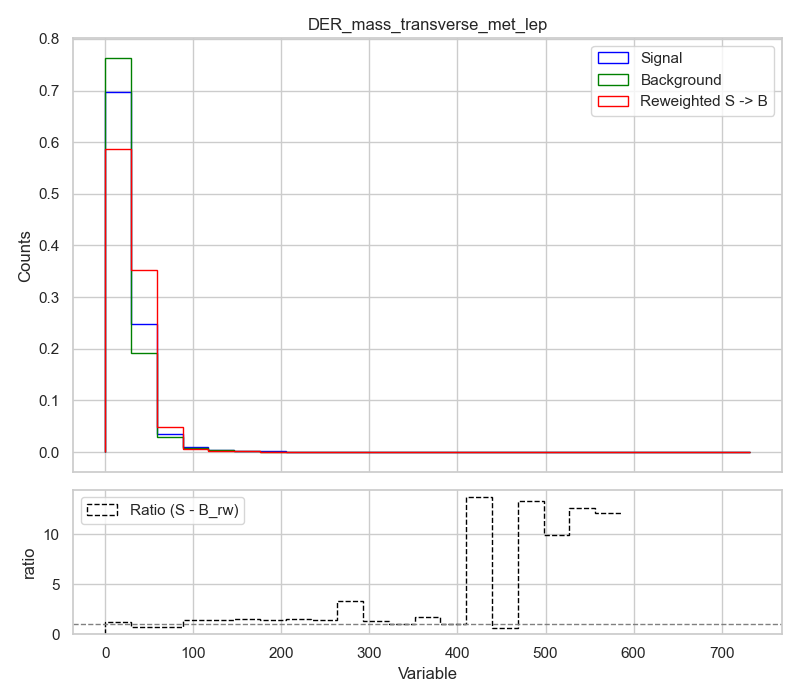 DER_mass_transverse_met_lep
Counts
0.8
0.7
0.6
0.5
0.4
0.3
0.2
0.1
0.0
Signal
Background
Reweighted S -> B
ratio
10
5
0
Ratio (S - B_rw)
0 100 200 300 400 500 600 700
Variable